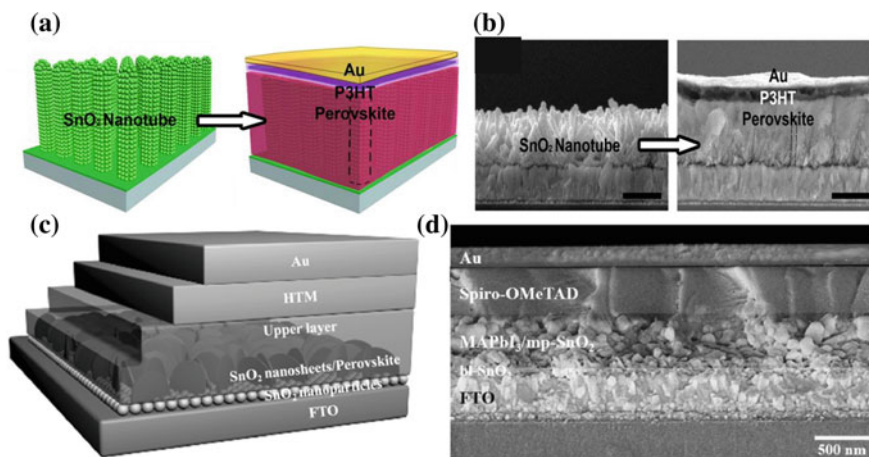 (a)
SnO₂ Nanotube
Au
P3HT
Perovskite
(b)
SnO₂ Nanotube
Au
P3HT
Perovskite
(c)
Au
HTM
Upper layer
SnO₂ nanosheets/Perovskite
SnO₂ nanoparticles
FTO
(d)
Au
Spiro-OMeTAD
MAPbI₃/mp-SnO₂
bl-SnO₂
FTO
500 nm